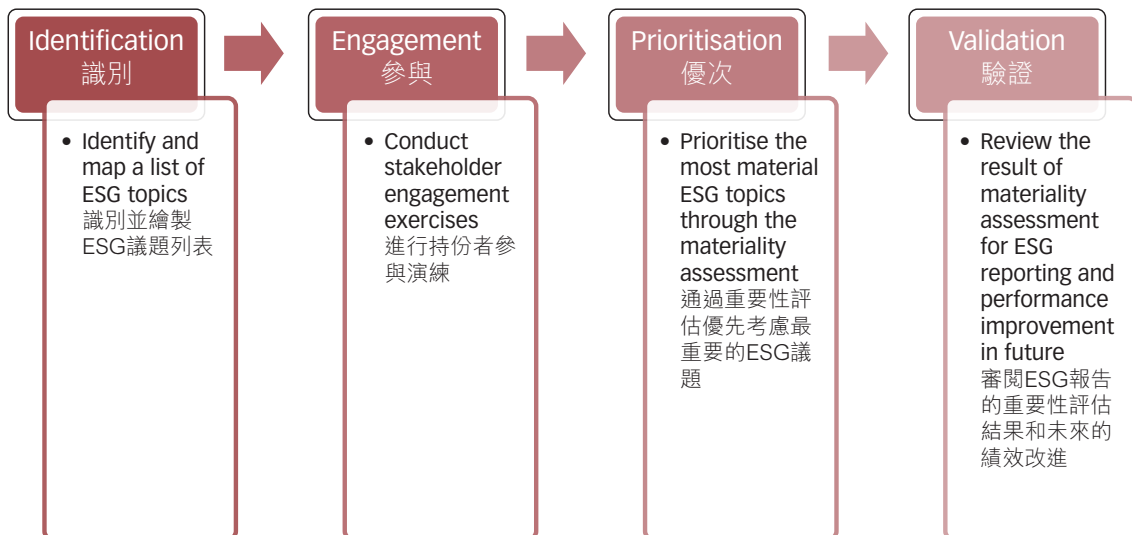 Identification
識別
• Identify and
map a list of
ESG topics
識別並繪製
ESG議題列表
Engagement
參與
• Conduct
stakeholder
engagement
exercises
進行持份者參
與演練
Prioritisation
優次
• Prioritise the
most material
ESG topics
through the
materiality
assessment
通過重要性評
估優先考慮最
重要的ESG議
題
Validation
驗證
• Review the
result of
materiality
assessment
for ESG
reporting and
performance
improvement
in future
審閱ESG報告
的重要性評估
結果和未來的
績效改進